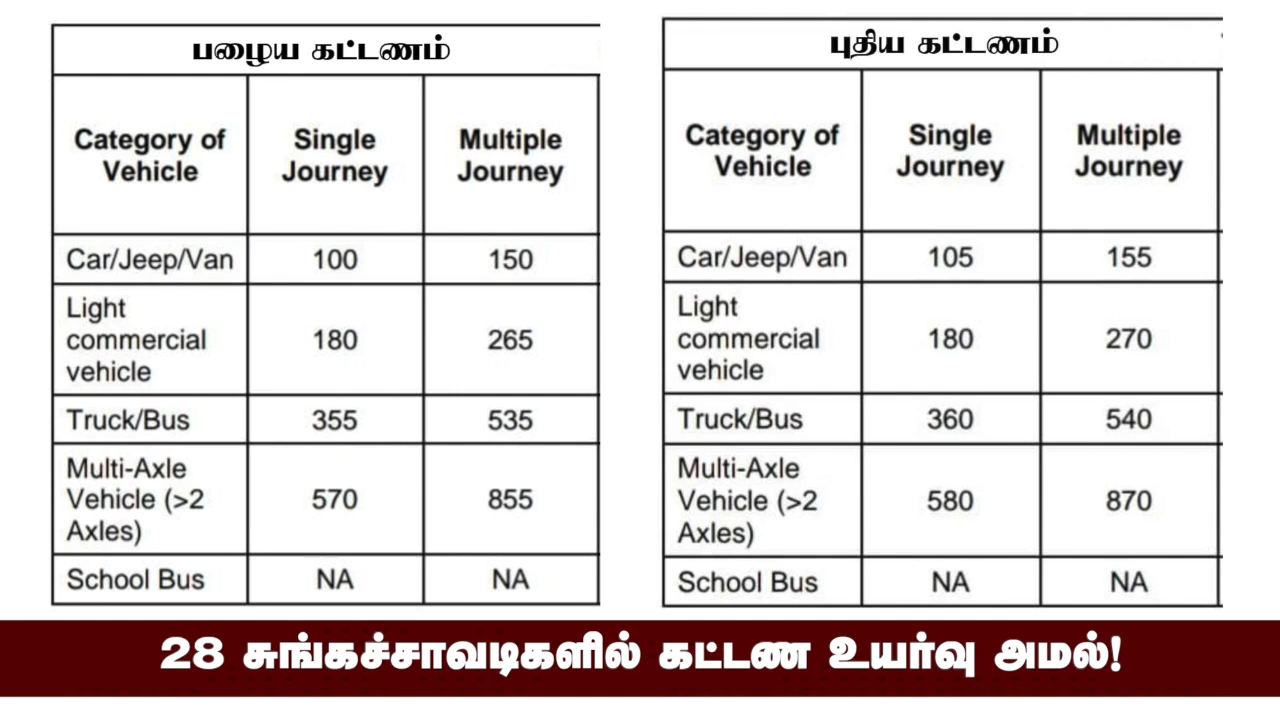 பழைய கட்டணம்
Category of Vehicle Single Journey Multiple Journey
Car/Jeep/Van 100 150
Light commercial vehicle 180 265
Truck/Bus 355 535
Multi-Axle Vehicle (>2 Axles) 570 855
School Bus NA NA
புதிய கட்டணம்
Category of Vehicle Single Journey Multiple Journey
Car/Jeep/Van 105 155
Light commercial vehicle 180 270
Truck/Bus 360 540
Multi-Axle Vehicle (>2 Axles) 580 870
School Bus NA NA
28 சுங்கச்சாவடிகளில் கட்டண உயர்வு அமல்!